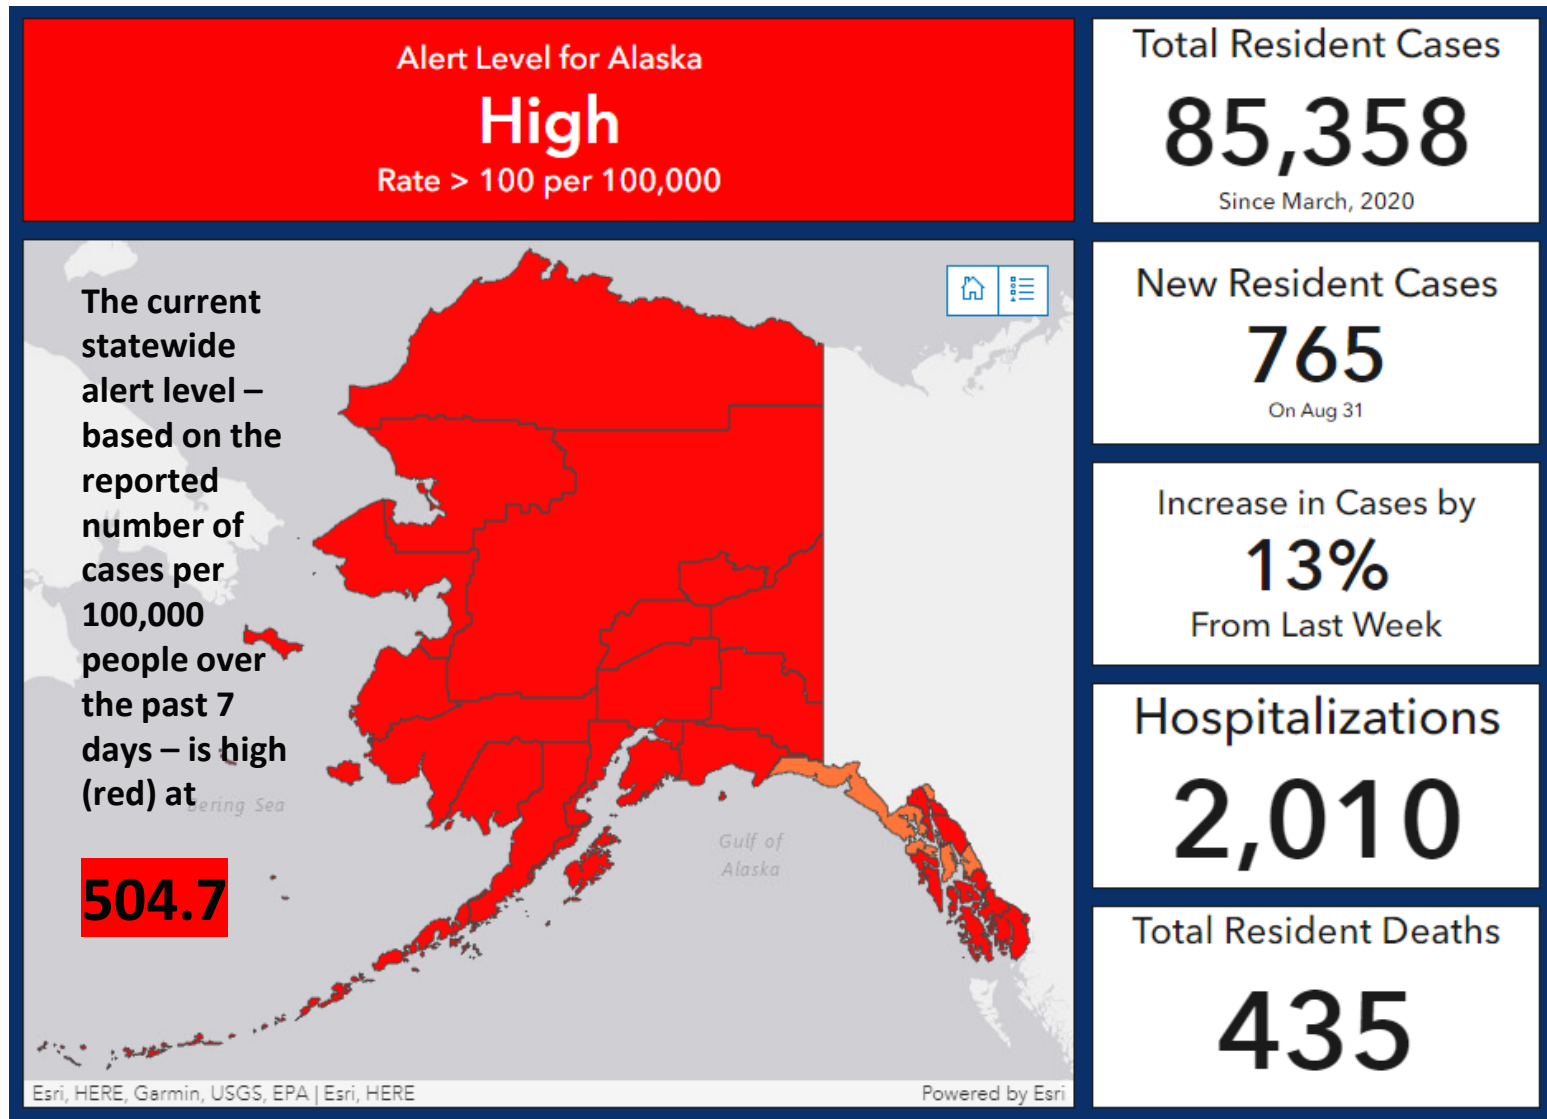 Alert Level for Alaska
High
Rate > 100 per 100,000
Total Resident Cases
85,358
Since March, 2020
New Resident Cases
765
On Aug 31
Increase in Cases by
13%
From Last Week
Hospitalizations
2,010
Total Resident Deaths
435
The current
statewide
alert level –
based on the
reported
number of
cases per
100,000
people over
the past 7
days – is high
(red) at
504.7
Bering Sea
Gulf of
Alaska
Esri, HERE, Garmin, USGS, EPA | Esri, HERE
Powered by Esri